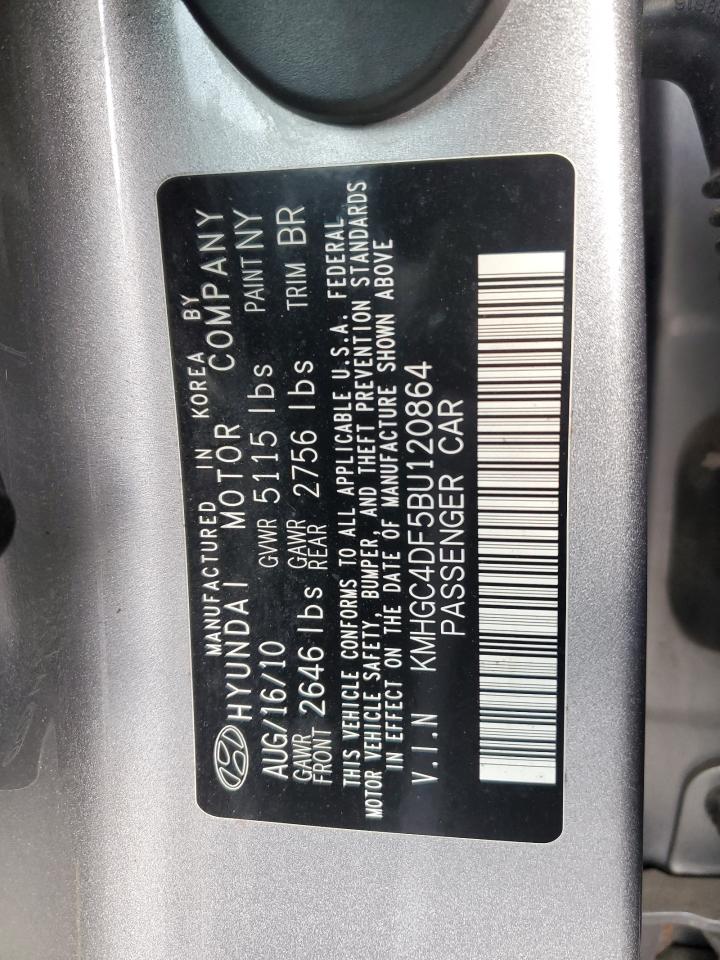 MANUFACTURED IN KOREA BY
HYUNDAI MOTOR COMPANY
AUG/16/10 GVWR 5115 lbs PAINT NY
GAWR FRONT 2646 lbs GAWR REAR 2756 lbs TRIM BR
THIS VEHICLE CONFORMS TO ALL APPLICABLE U.S.A. FEDERAL
MOTOR VEHICLE SAFETY, BUMPER, AND THEFT PREVENTION STANDARDS
IN EFFECT ON THE DATE OF MANUFACTURE SHOWN ABOVE
V.I.N KMHGC4DF5BU120864
PASSENGER CAR